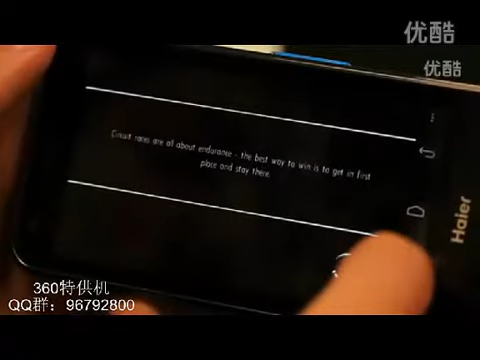 优酷
优酷
Circuit races are all about endurance - the best way to win is to get in first
place and stay there.
Haier
360特供机
QQ群：96792800